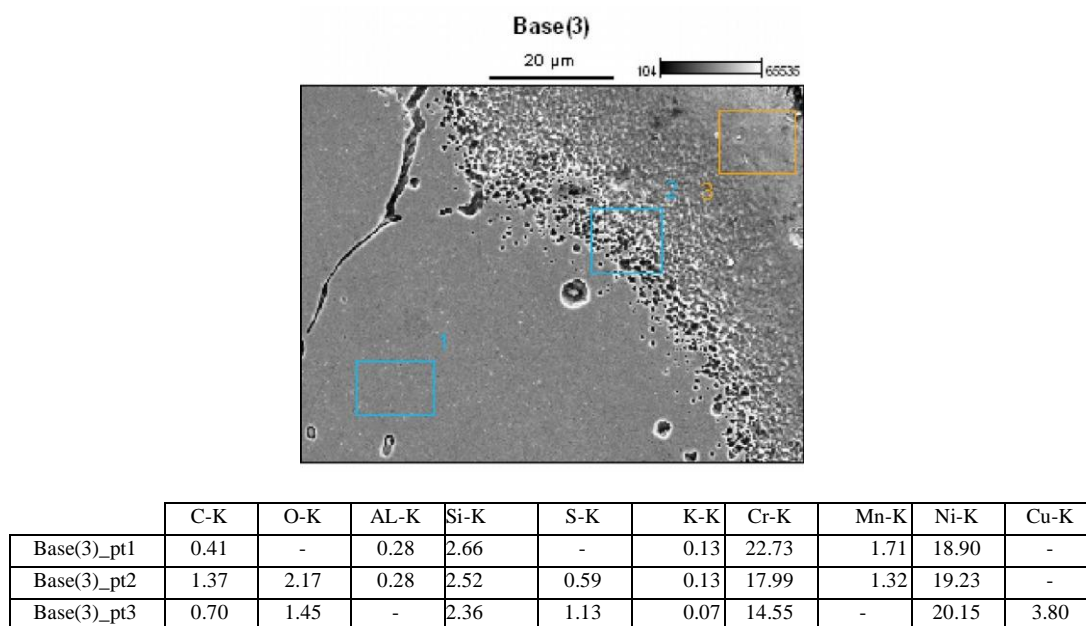 Base(3)
20 µm
104 65535
2
3
1
C-K O-K AL-K Si-K S-K K-K Cr-K Mn-K Ni-K Cu-K
Base(3)_pt1 0.41 - 0.28 2.66 - 0.13 22.73 1.71 18.90 -
Base(3)_pt2 1.37 2.17 0.28 2.52 0.59 0.13 17.99 1.32 19.23 -
Base(3)_pt3 0.70 1.45 - 2.36 1.13 0.07 14.55 - 20.15 3.80